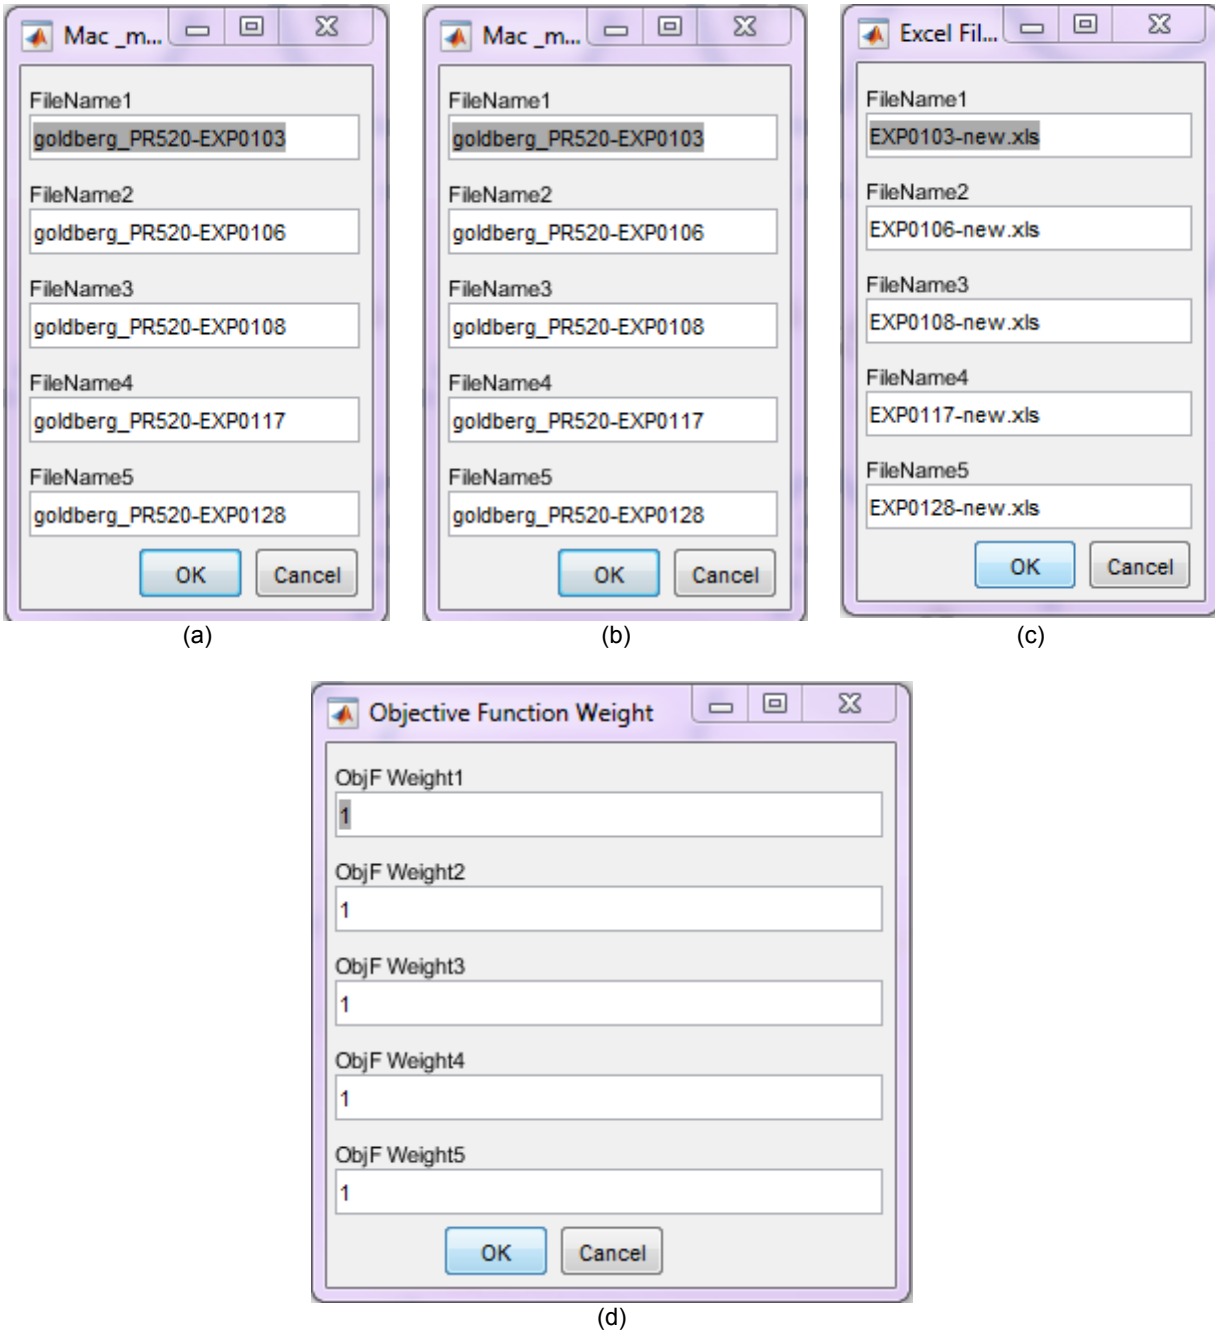 Mac _m...
FileName1
goldberg_PR520-EXP0103
FileName2
goldberg_PR520-EXP0106
FileName3
goldberg_PR520-EXP0108
FileName4
goldberg_PR520-EXP0117
FileName5
goldberg_PR520-EXP0128
OK Cancel
(a)
Mac _m...
FileName1
goldberg_PR520-EXP0103
FileName2
goldberg_PR520-EXP0106
FileName3
goldberg_PR520-EXP0108
FileName4
goldberg_PR520-EXP0117
FileName5
goldberg_PR520-EXP0128
OK Cancel
(b)
Excel Fil...
FileName1
EXP0103-new.xls
FileName2
EXP0106-new.xls
FileName3
EXP0108-new.xls
FileName4
EXP0117-new.xls
FileName5
EXP0128-new.xls
OK Cancel
(c)
Objective Function Weight
ObjF Weight1
1
ObjF Weight2
1
ObjF Weight3
1
ObjF Weight4
1
ObjF Weight5
1
OK Cancel
(d)